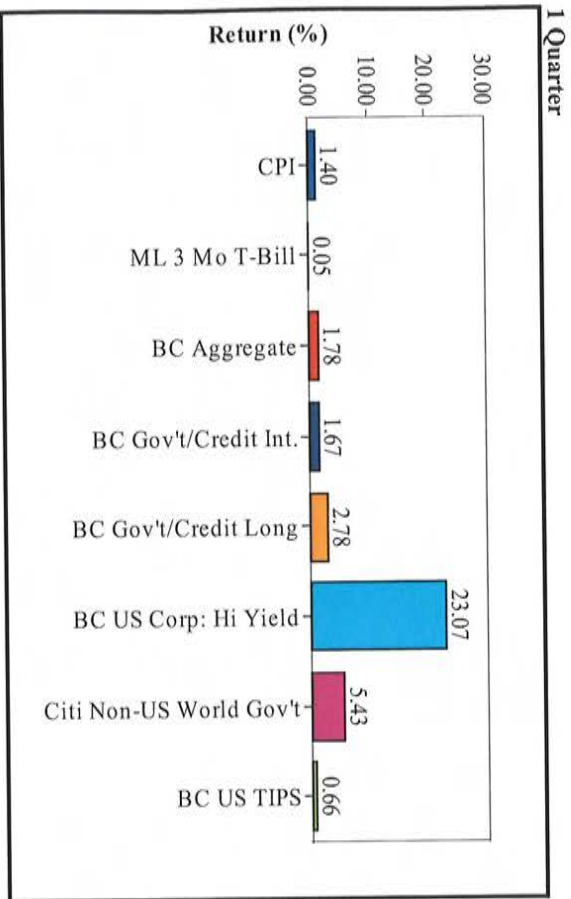 1 Quarter
Return (%)
30.00
20.00
10.00
0.00
1.40
0.05
1.78
1.67
2.78
23.07
5.43
0.66
CPI
ML 3 Mo T-Bill
BC Aggregate
BC Gov't/Credit Int.
BC Gov't/Credit Long
BC US Corp: Hi Yield
Citi Non-US World Gov't
BC US TIPS